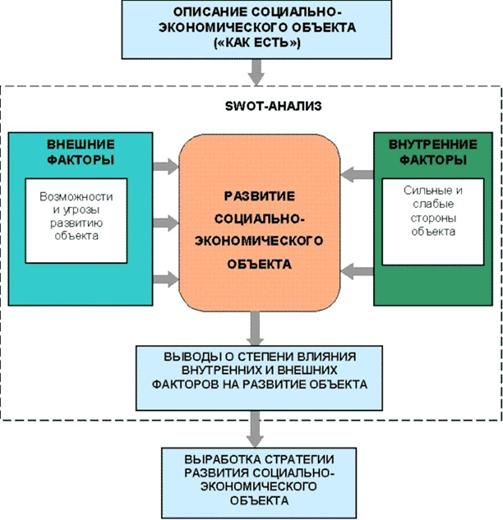 ОПИСАНИЕ СОЦИАЛЬНО-
ЭКОНОМИЧЕСКОГО ОБЪЕКТА
(«КАК ЕСТЬ»)
SWOT-АНАЛИЗ
ВНЕШНИЕ
ФАКТОРЫ
Возможности
и угрозы
развитию
объекта
РАЗВИТИЕ
СОЦИАЛЬНО-
ЭКОНОМИЧЕСКОГО
ОБЪЕКТА
ВНУТРЕННИЕ
ФАКТОРЫ
Сильные и
слабые
стороны
объекта
ВЫВОДЫ О СТЕПЕНИ ВЛИЯНИЯ
ВНУТРЕННИХ И ВНЕШНИХ
ФАКТОРОВ НА РАЗВИТИЕ ОБЪЕКТА
ВЫРАБОТКА СТРАТЕГИИ
РАЗВИТИЯ СОЦИАЛЬНО-
ЭКОНОМИЧЕСКОГО
ОБЪЕКТА